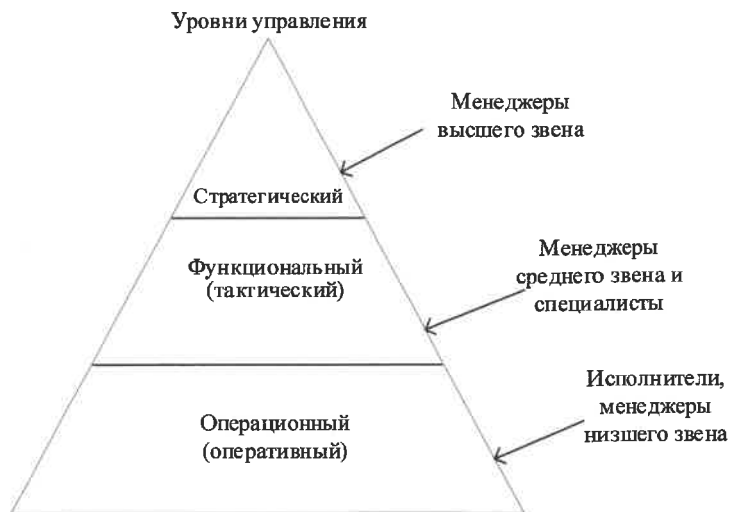 Уровни управления
Менеджеры
высшего звена
Стратегический
Менеджеры
среднего звена и
специалисты
Функциональный
(тактический)
Исполнители,
менеджеры
низшего звена
Операционный
(оперативный)